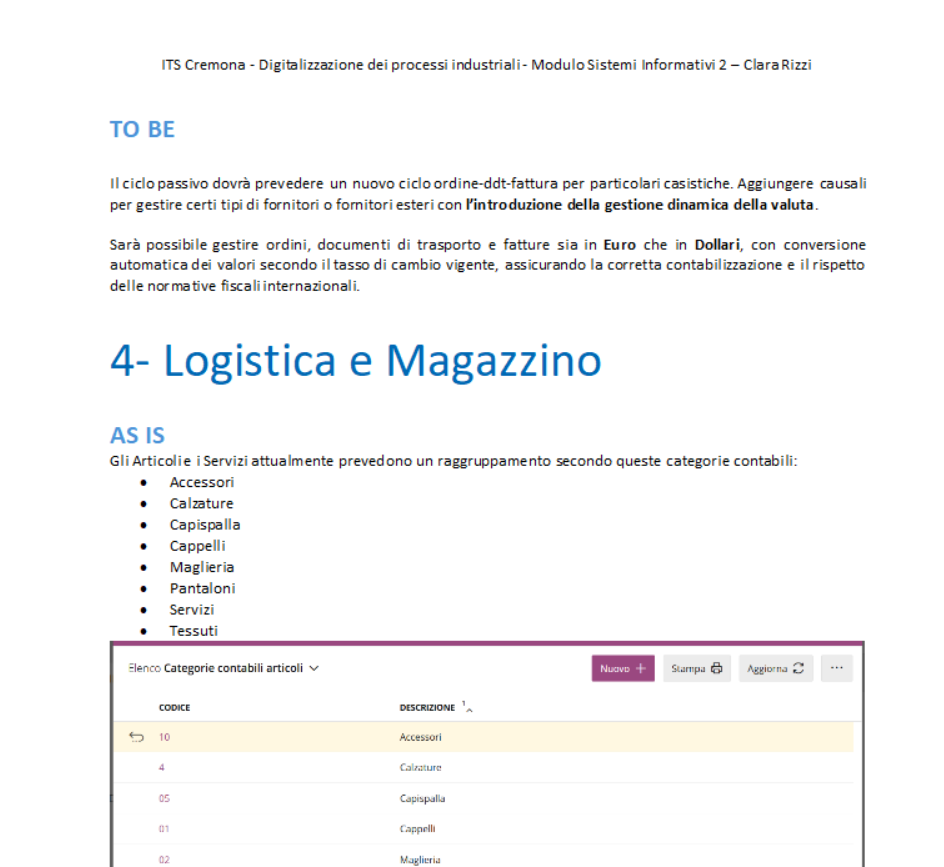 ITS Cremona - Digitalizzazione dei processi industriali - Modulo Sistemi Informativi 2 – Clara Rizzi
TO BE
Il ciclo passivo dovrà prevedere un nuovo ciclo ordine-ddt-fattura per particolari casistiche. Aggiungere causali
per gestire certi tipi di fornitori o fornitori esteri con l’introduzione della gestione dinamica della valuta.
Sarà possibile gestire ordini, documenti di trasporto e fatture sia in Euro che in Dollari, con conversione
automatica dei valori secondo il tasso di cambio vigente, assicurando la corretta contabilizzazione e il rispetto
delle normative fiscali internazionali.
4- Logistica e Magazzino
AS IS
Gli Articoli e i Servizi attualmente prevedono un raggruppamento secondo queste categorie contabili:
• Accessori
• Calzature
• Capispalla
• Cappelli
• Maglieria
• Pantaloni
• Servizi
• Tessuti
Elenco Categorie contabili articoli Nuovo + Stampa Aggiorna ...
CODICE DESCRIZIONE 1
10 Accessori
4 Calzature
05 Capispalla
01 Cappelli
02 Maglieria